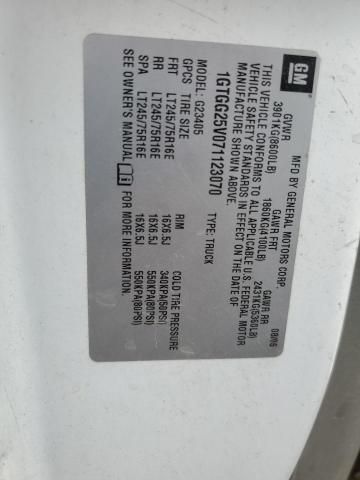 GM
MFD BY GENERAL MOTORS CORP.
08/06
GVWR GAWR FRT GAWR RR
3901KG(8600LB) 1860KG(4100LB) 2431KG(5360LB)
THIS VEHICLE CONFORMS TO ALL APPLICABLE U.S. FEDERAL MOTOR
VEHICLE SAFETY STANDARDS IN EFFECT ON THE DATE OF
MANUFACTURE SHOWN ABOVE.
1GTGG25V071123070 TYPE: TRUCK
MODEL: G23405
GPCS TIRE SIZE RIM COLD TIRE PRESSURE
FRT LT245/75R16E 16X6.5J 340KPA(50PSI)
RR LT245/75R16E 16X6.5J 550KPA(80PSI)
SPA LT245/75R16E 16X6.5J 550KPA(80PSI)
SEE OWNER'S MANUAL